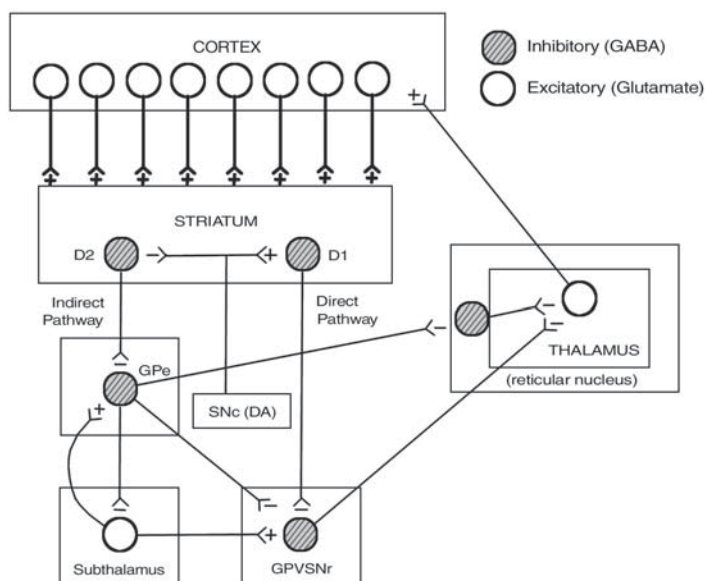 CORTEX
Inhibitory (GABA)
Excitatory (Glutamate)
+
+ + + + + + + +
STRIATUM
D2 − + D1
Indirect
Pathway
Direct
Pathway
− − −
−
THALAMUS
(reticular nucleus)
−
GPe
+
SNc (DA)
− − −
+
Subthalamus
GPVSNr